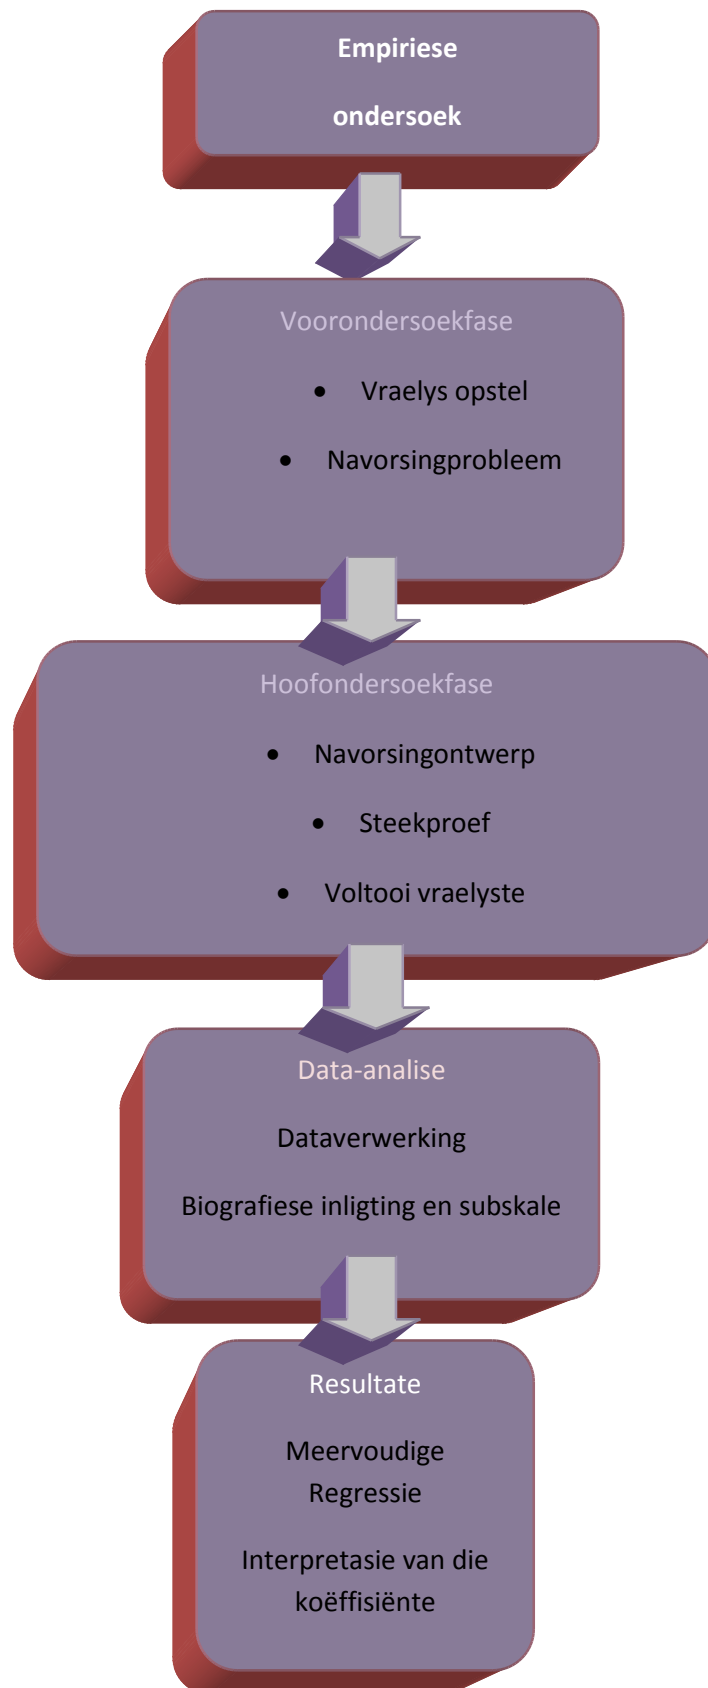 Empiriese
ondersoek
Voorondersoekfase
• Vraelys opstel
• Navorsingprobleem
Hoofondersoekfase
• Navorsingontwerp
• Steekproef
• Voltooi vraelyste
Data-analise
Dataverwerking
Biografiese inligting en subskale
Resultate
Meervoudige
Regressie
Interpretasie van die
koëffisiënte